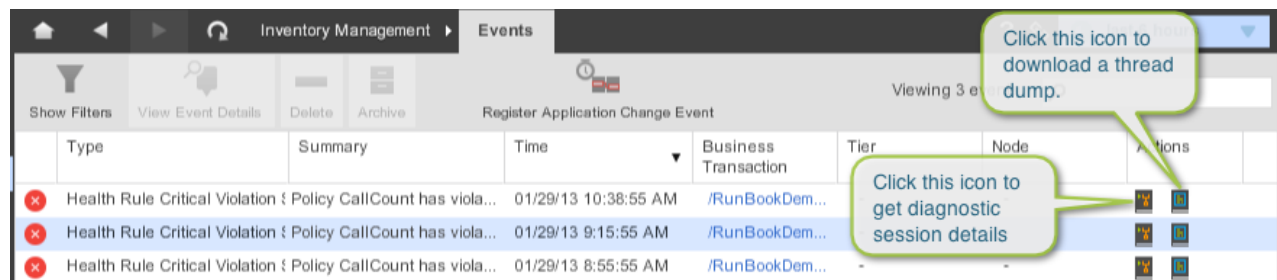 Inventory Management Events hours
Click this icon to
download a thread
dump.
Show Filters View Event Details Delete Archive Register Application Change Event Viewing 3 e
Type Summary Time Business Transaction Tier Node
Click this icon to
get diagnostic
session details
Health Rule Critical Violation S Policy CallCount has viola... 01/29/13 10:38:55 AM /RunBookDem... - -
Health Rule Critical Violation S Policy CallCount has viola... 01/29/13 9:15:55 AM /RunBookDem...
Health Rule Critical Violation S Policy CallCount has viola... 01/29/13 8:55:55 AM /RunBookDem... - -